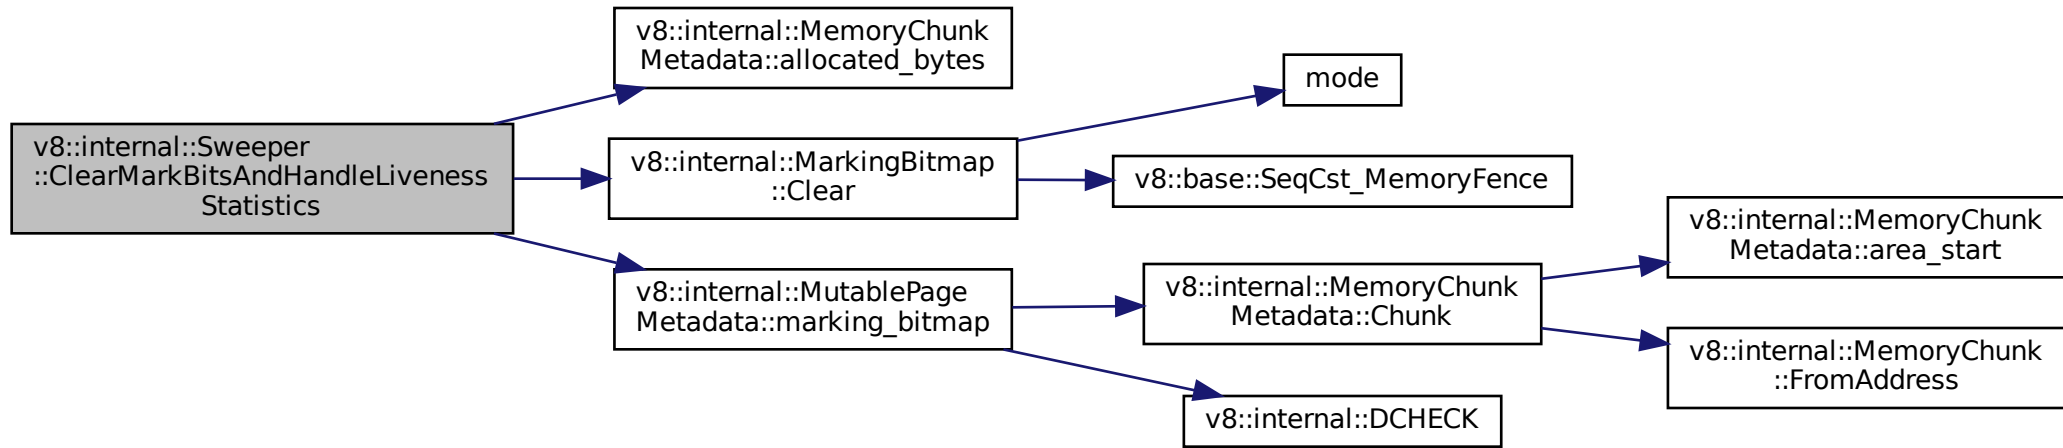 v8::internal::Sweeper
::ClearMarkBitsAndHandleLiveness
Statistics
v8::internal::MemoryChunk
Metadata::allocated_bytes
v8::internal::MarkingBitmap
::Clear
v8::internal::MutablePage
Metadata::marking_bitmap
mode
v8::base::SeqCst_MemoryFence
v8::internal::MemoryChunk
Metadata::Chunk
v8::internal::DCHECK
v8::internal::MemoryChunk
Metadata::area_start
v8::internal::MemoryChunk
::FromAddress